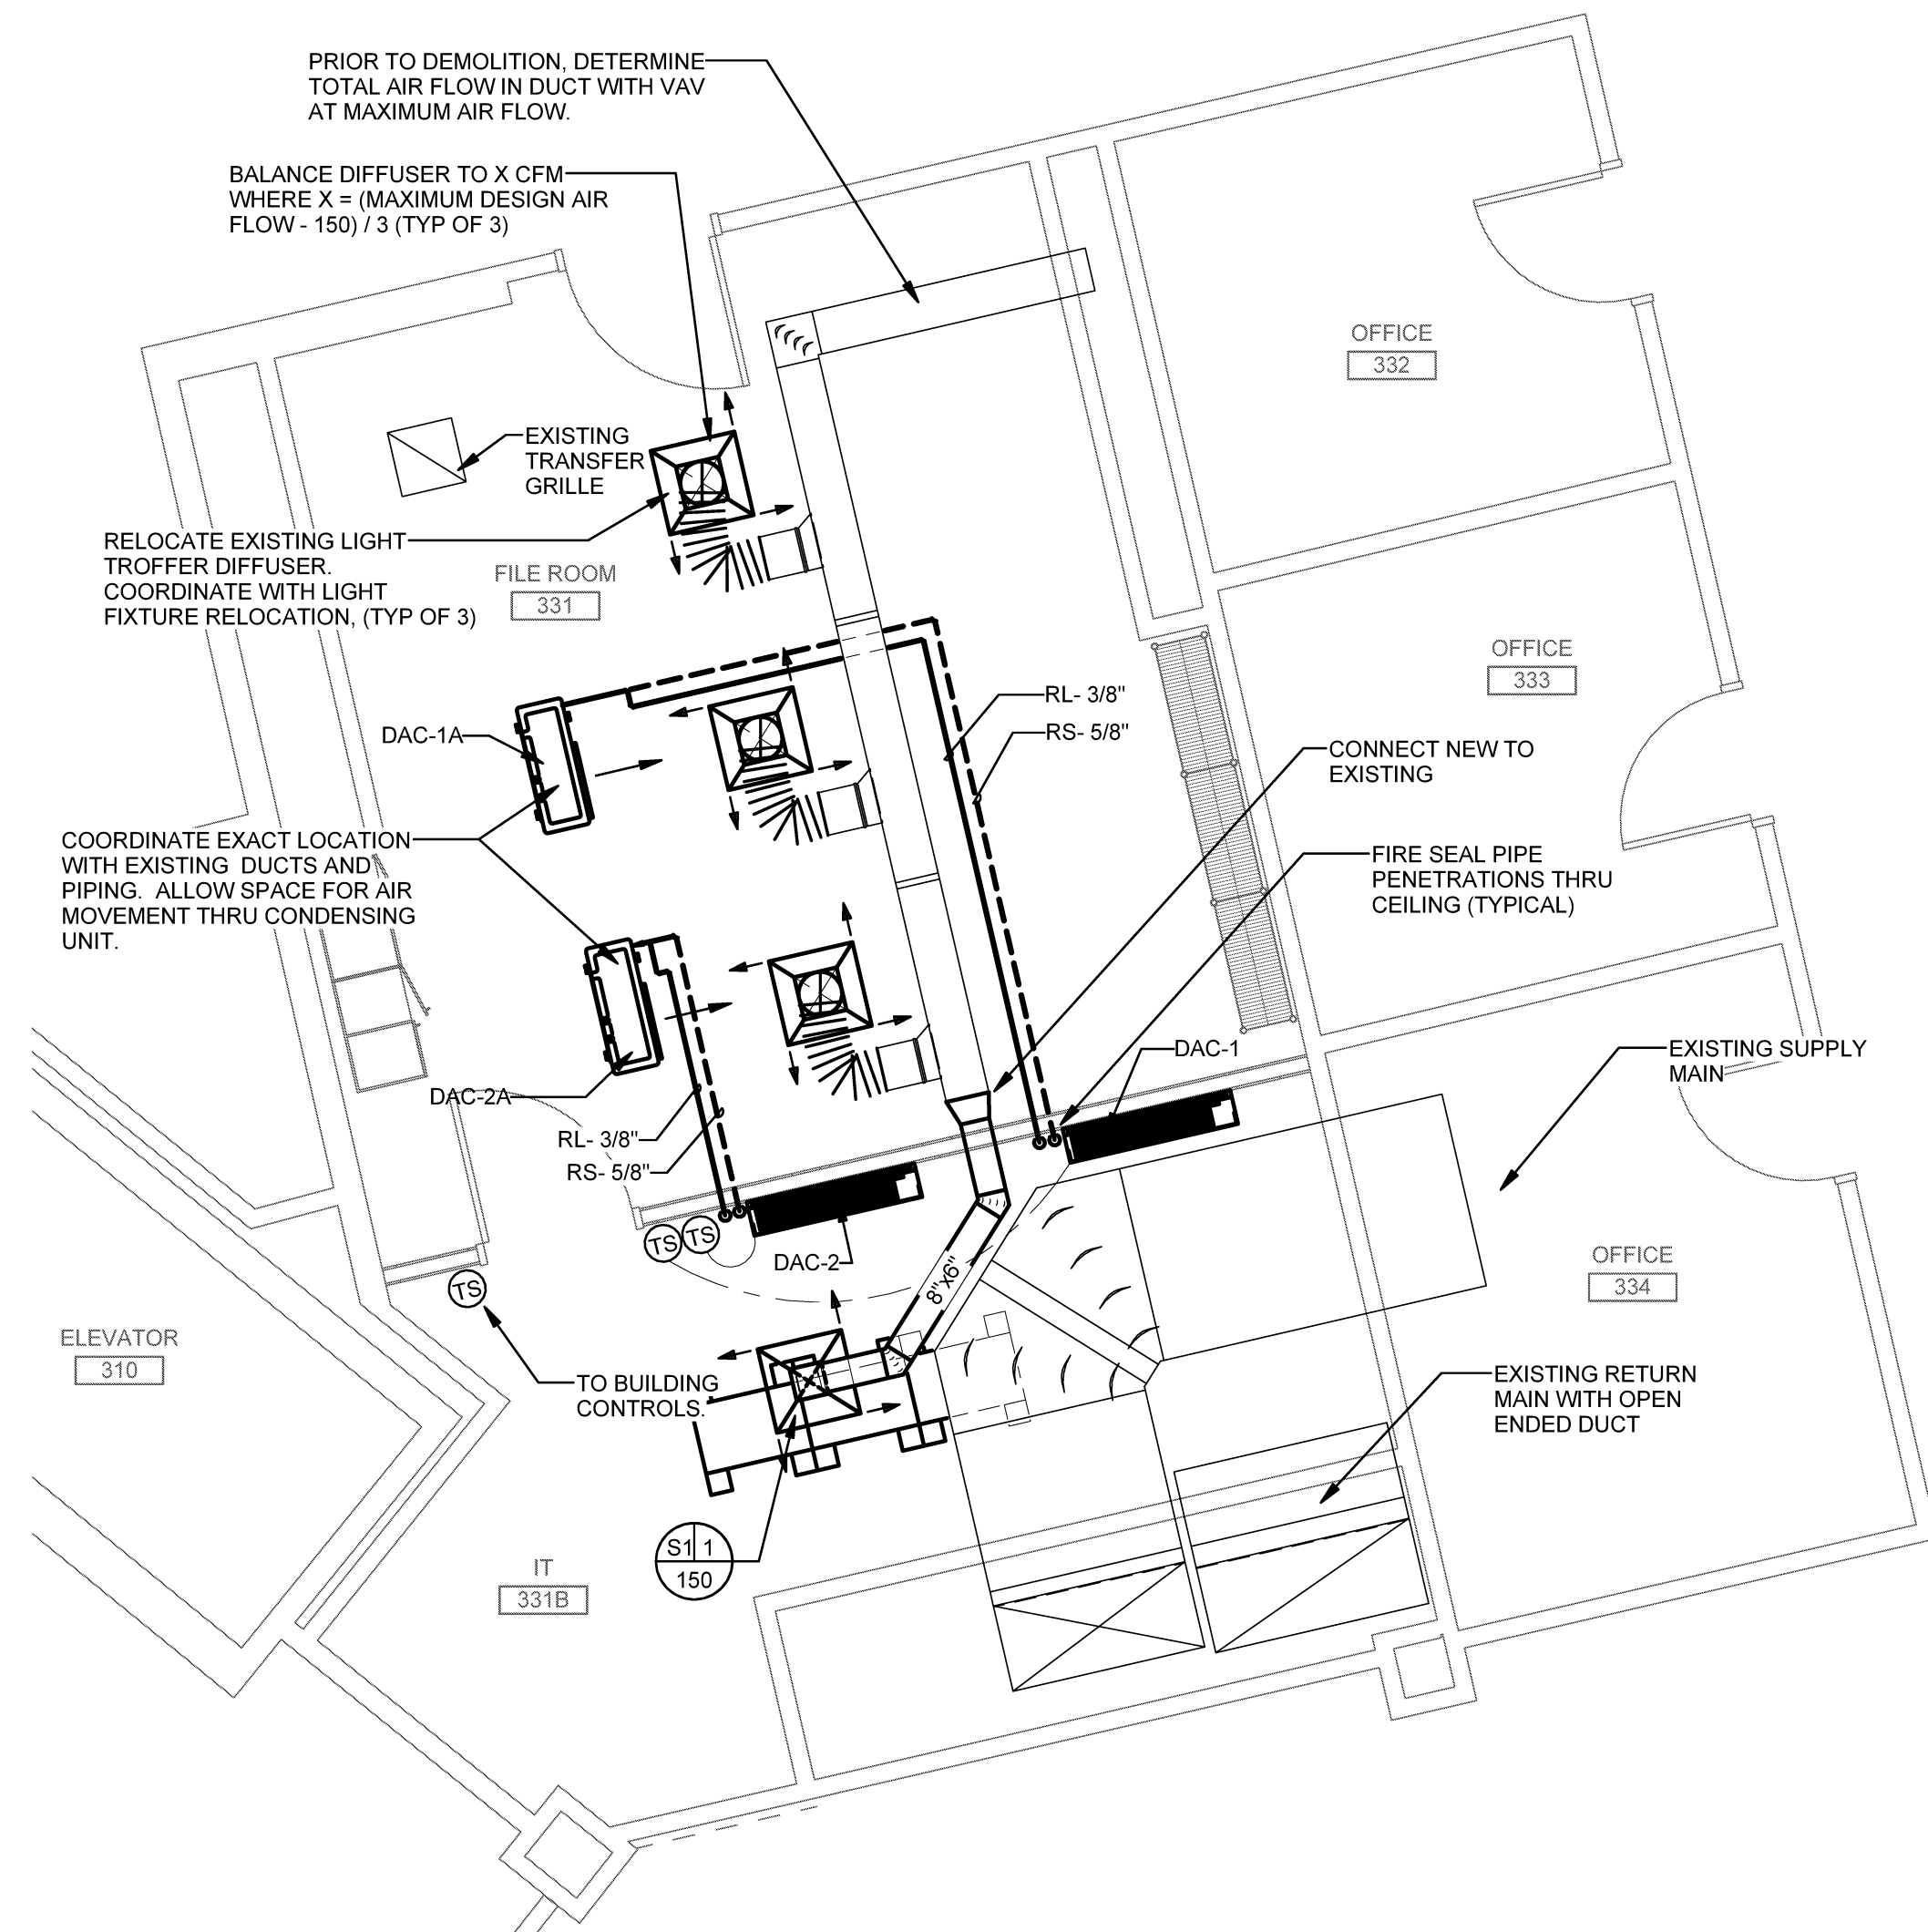 PRIOR TO DEMOLITION, DETERMINE
TOTAL AIR FLOW IN DUCT WITH VAV
AT MAXIMUM AIR FLOW.
BALANCE DIFFUSER TO X CFM
WHERE X = (MAXIMUM DESIGN AIR
FLOW - 150) / 3 (TYP OF 3)
OFFICE
332
EXISTING
TRANSFER
GRILLE
RELOCATE EXISTING LIGHT
TROFFER DIFFUSER.
COORDINATE WITH LIGHT
FIXTURE RELOCATION, (TYP OF 3)
FILE ROOM
331
OFFICE
333
RL- 3/8"
RS- 5/8"
DAC-1A
CONNECT NEW TO
EXISTING
COORDINATE EXACT LOCATION
WITH EXISTING DUCTS AND
PIPING. ALLOW SPACE FOR AIR
MOVEMENT THRU CONDENSING
UNIT.
FIRE SEAL PIPE
PENETRATIONS THRU
CEILING (TYPICAL)
DAC-1
EXISTING SUPPLY
MAIN
DAC-2A
RL- 3/8"
RS- 5/8"
TS
TS
DAC-2
8"x6"
OFFICE
334
TS
ELEVATOR
310
TO BUILDING
CONTROLS.
EXISTING RETURN
MAIN WITH OPEN
ENDED DUCT
S1 1
150
IT
331B